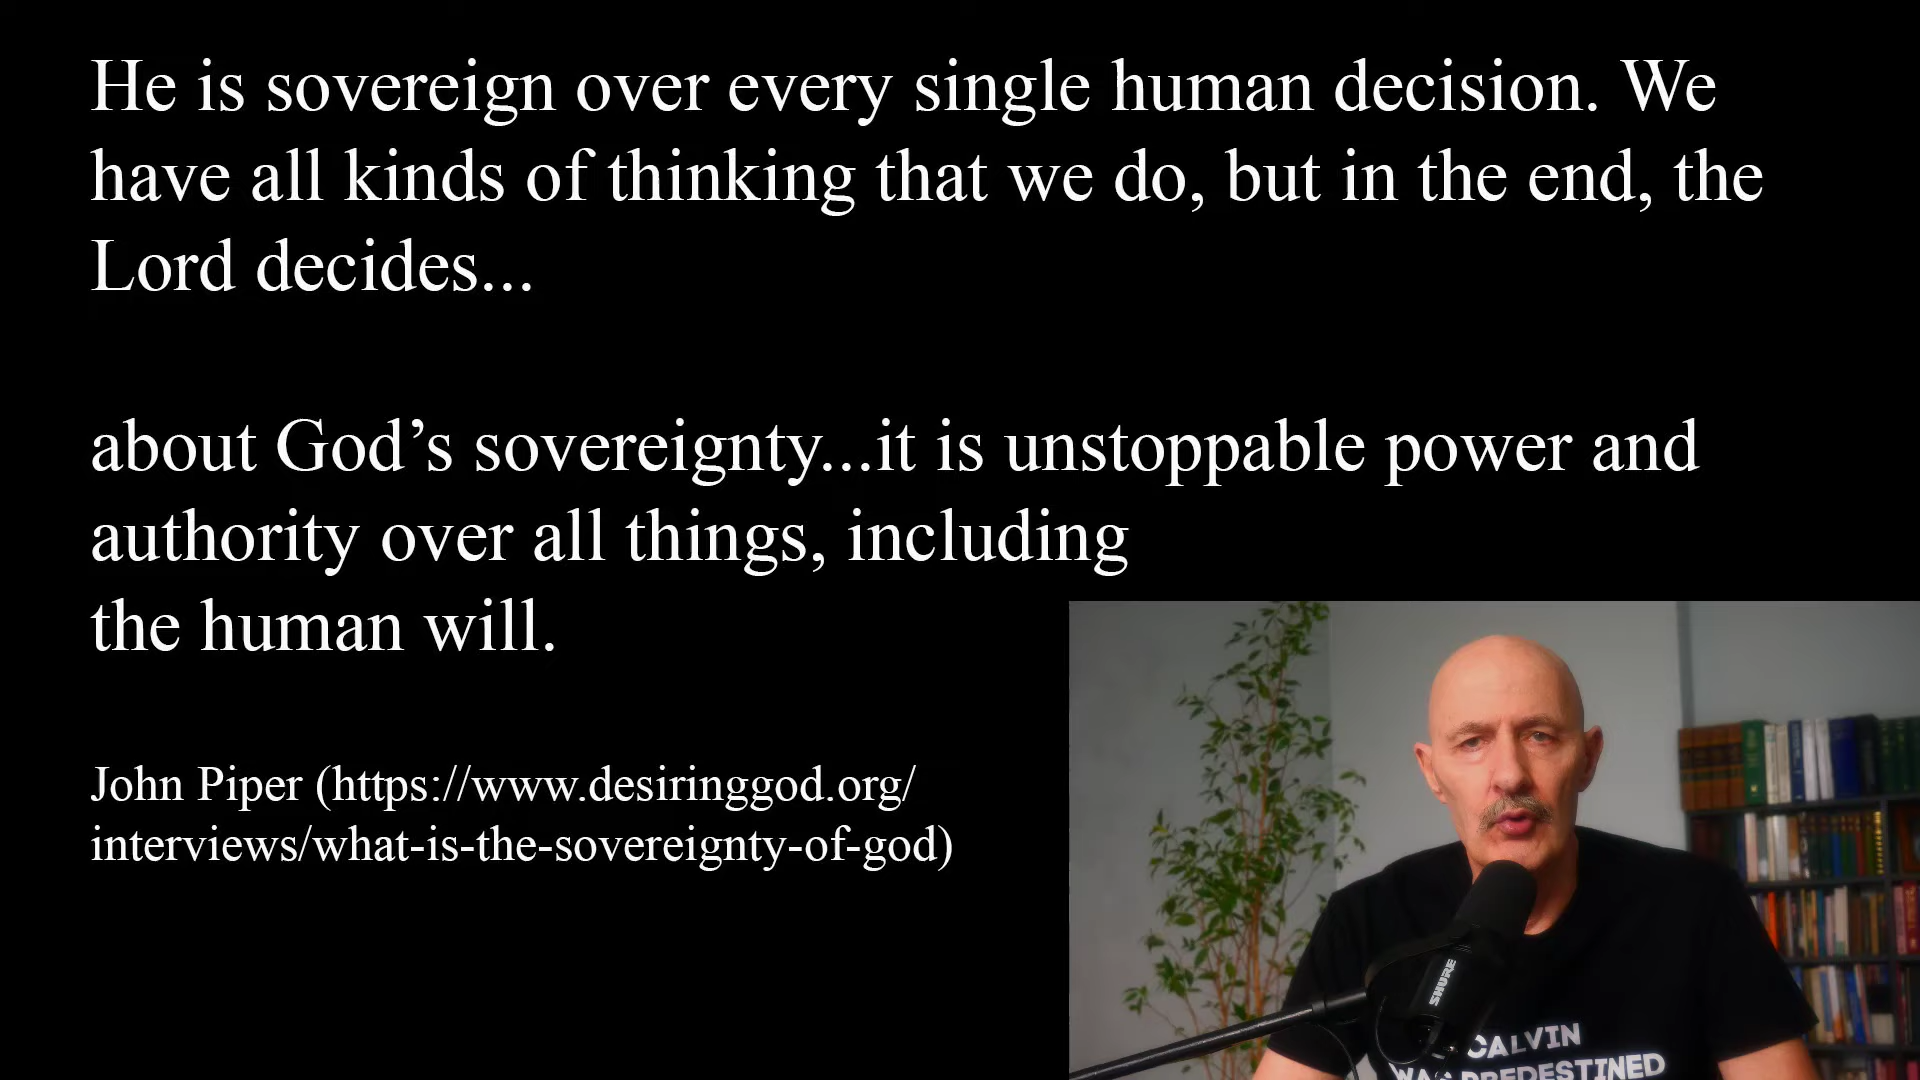 He is sovereign over every single human decision. We
have all kinds of thinking that we do, but in the end, the
Lord decides...
about God’s sovereignty...it is unstoppable power and
authority over all things, including
the human will.
John Piper (https://www.desiringgod.org/
interviews/what-is-the-sovereignty-of-god)
SHURE
CALVIN
WAS PREDESTINED